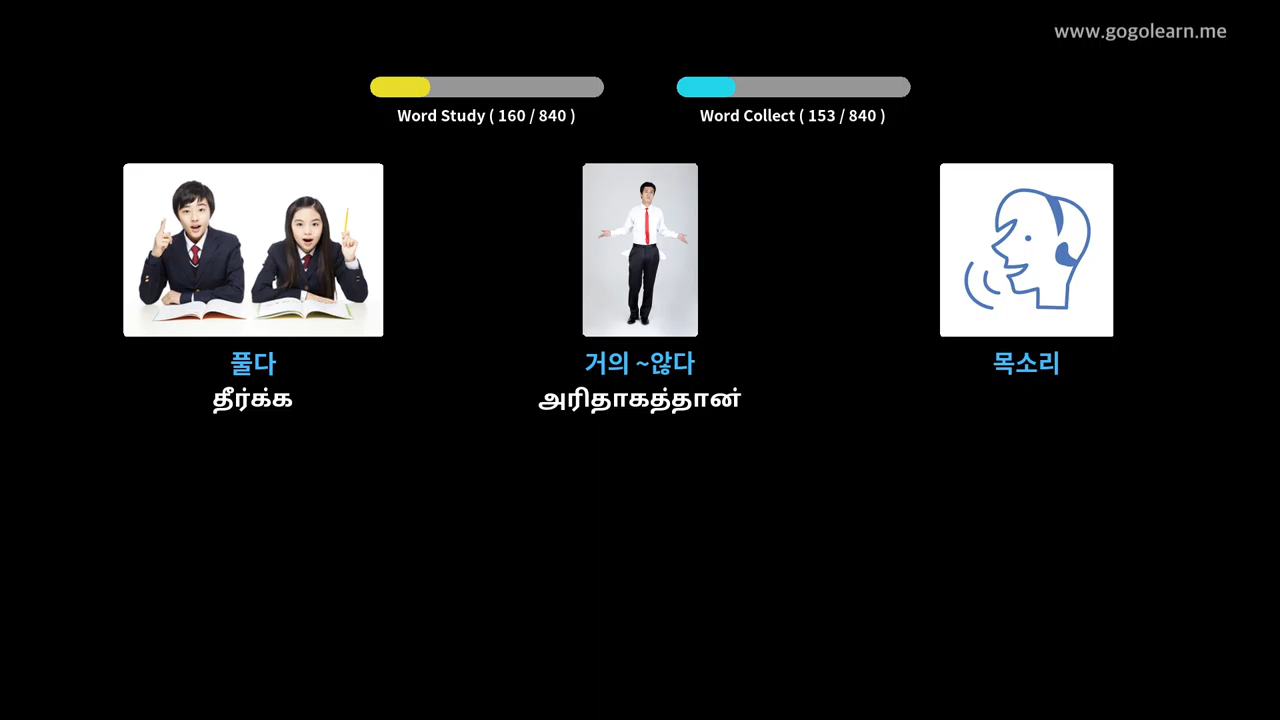 www.gogolearn.me
Word Study ( 160 / 840 )
Word Collect ( 153 / 840 )
풀다
தீர்க்க
거의 ~않다
அரிதாகத்தான்
목소리